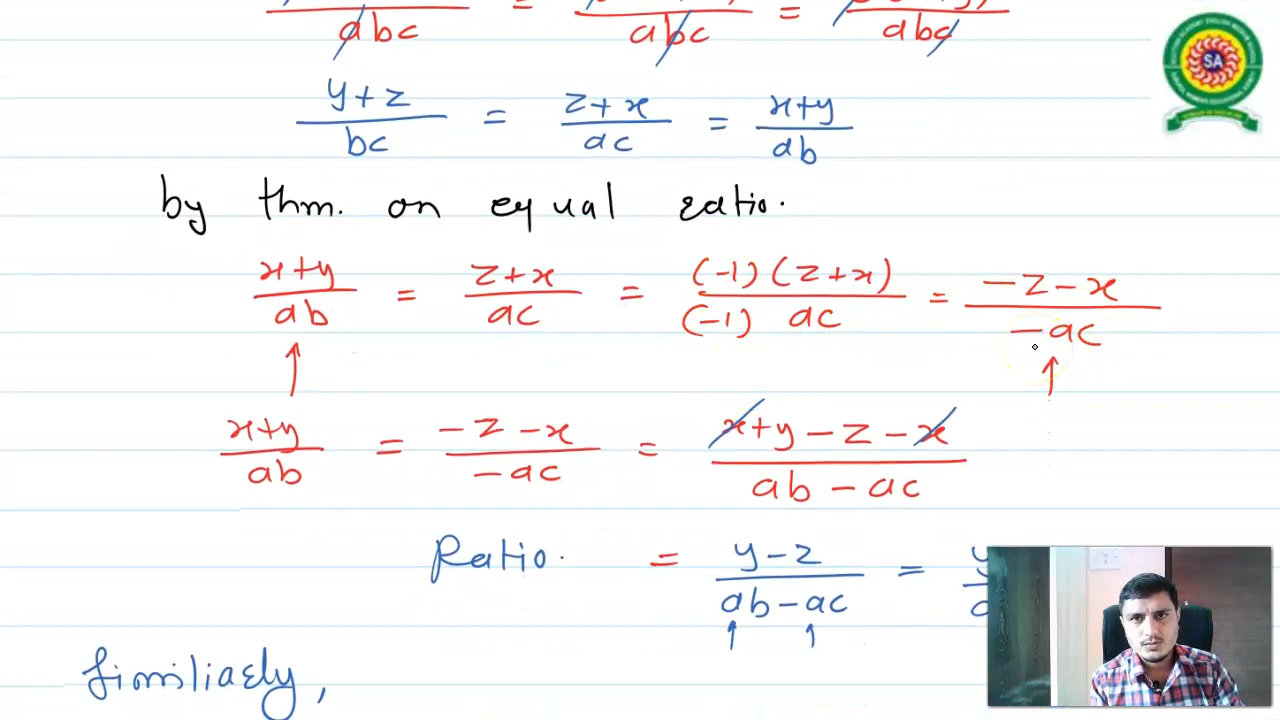 abc = abc = abc
y+z/bc = z+x/ac = x+y/ab
by thm. on equal ratio.
x+y/ab = z+x/ac = (-1)(z+x)/(-1) ac = -z-x/-ac
x+y/ab = -z-x/-ac = x+y-z-x/ab-ac
Ratio. = y-z/ab-ac =
Similiarly,
SA